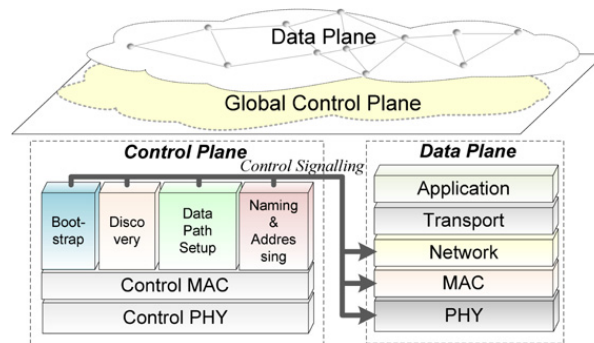 Data Plane
Global Control Plane
Control Plane
Control Signalling
Boot-
strap
Disco
very
Data
Path
Setup
Naming
&
Addres
sing
Control MAC
Control PHY
Data Plane
Application
Transport
Network
MAC
PHY